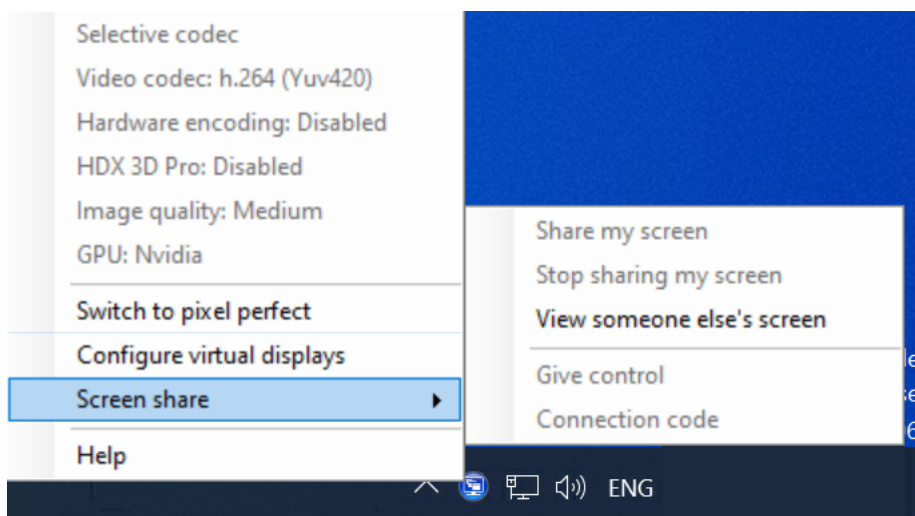 Selective codec
Video codec: h.264 (Yuv420)
Hardware encoding: Disabled
HDX 3D Pro: Disabled
Image quality: Medium
GPU: Nvidia
Switch to pixel perfect
Configure virtual displays
Screen share
Help
Share my screen
Stop sharing my screen
View someone else's screen
Give control
Connection code
ENG